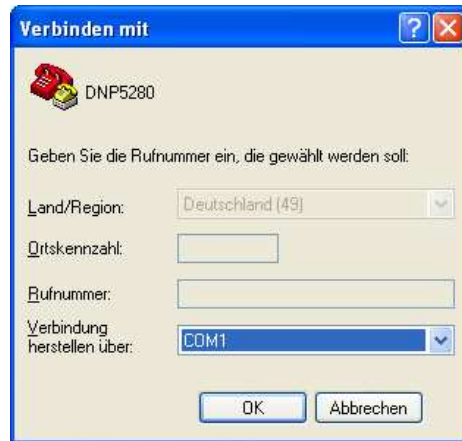 Verbinden mit
DNP5280
Geben Sie die Rufnummer ein, die gewählt werden soll:
Land/Region: Deutschland (49)
Ortskennzahl:
Rufnummer:
Verbindung
herstellen über: COM1
OK Abbrechen